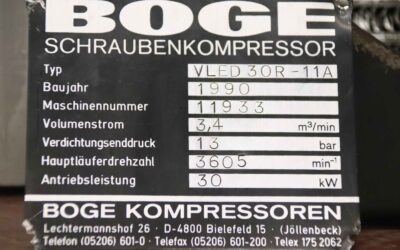 BOGE
SCHRAUBENKOMPRESSOR
Typ VLED 30R-11A
Baujahr 1990
Maschinennummer 11933
Volumenstrom 3,4 m³/min
Verdichtungsenddruck 13 bar
Hauptläuferdrehzahl 3605 min⁻¹
Antriebsleistung 30 kW
BOGE KOMPRESSOREN
Lechtermannshof 26 · D-4800 Bielefeld 15 · (Jöllenbeck)
Telefon (05206) 601-0 · Telefax (05206) 601-200 · Telex 175 2062